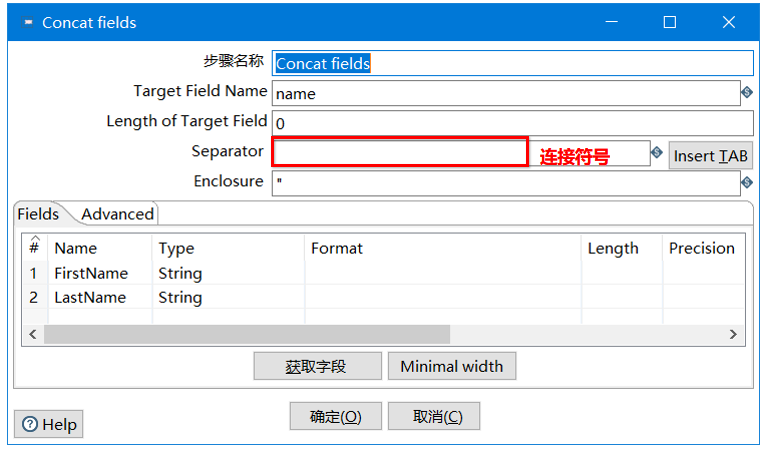 Concat fields
步骤名称 Concat fields
Target Field Name name
Length of Target Field 0
Separator 连接符号 Insert TAB
Enclosure "
Fields Advanced
# Name Type Format Length Precision
1 FirstName String
2 LastName String
获取字段 Minimal width
Help 确定(O) 取消(C)